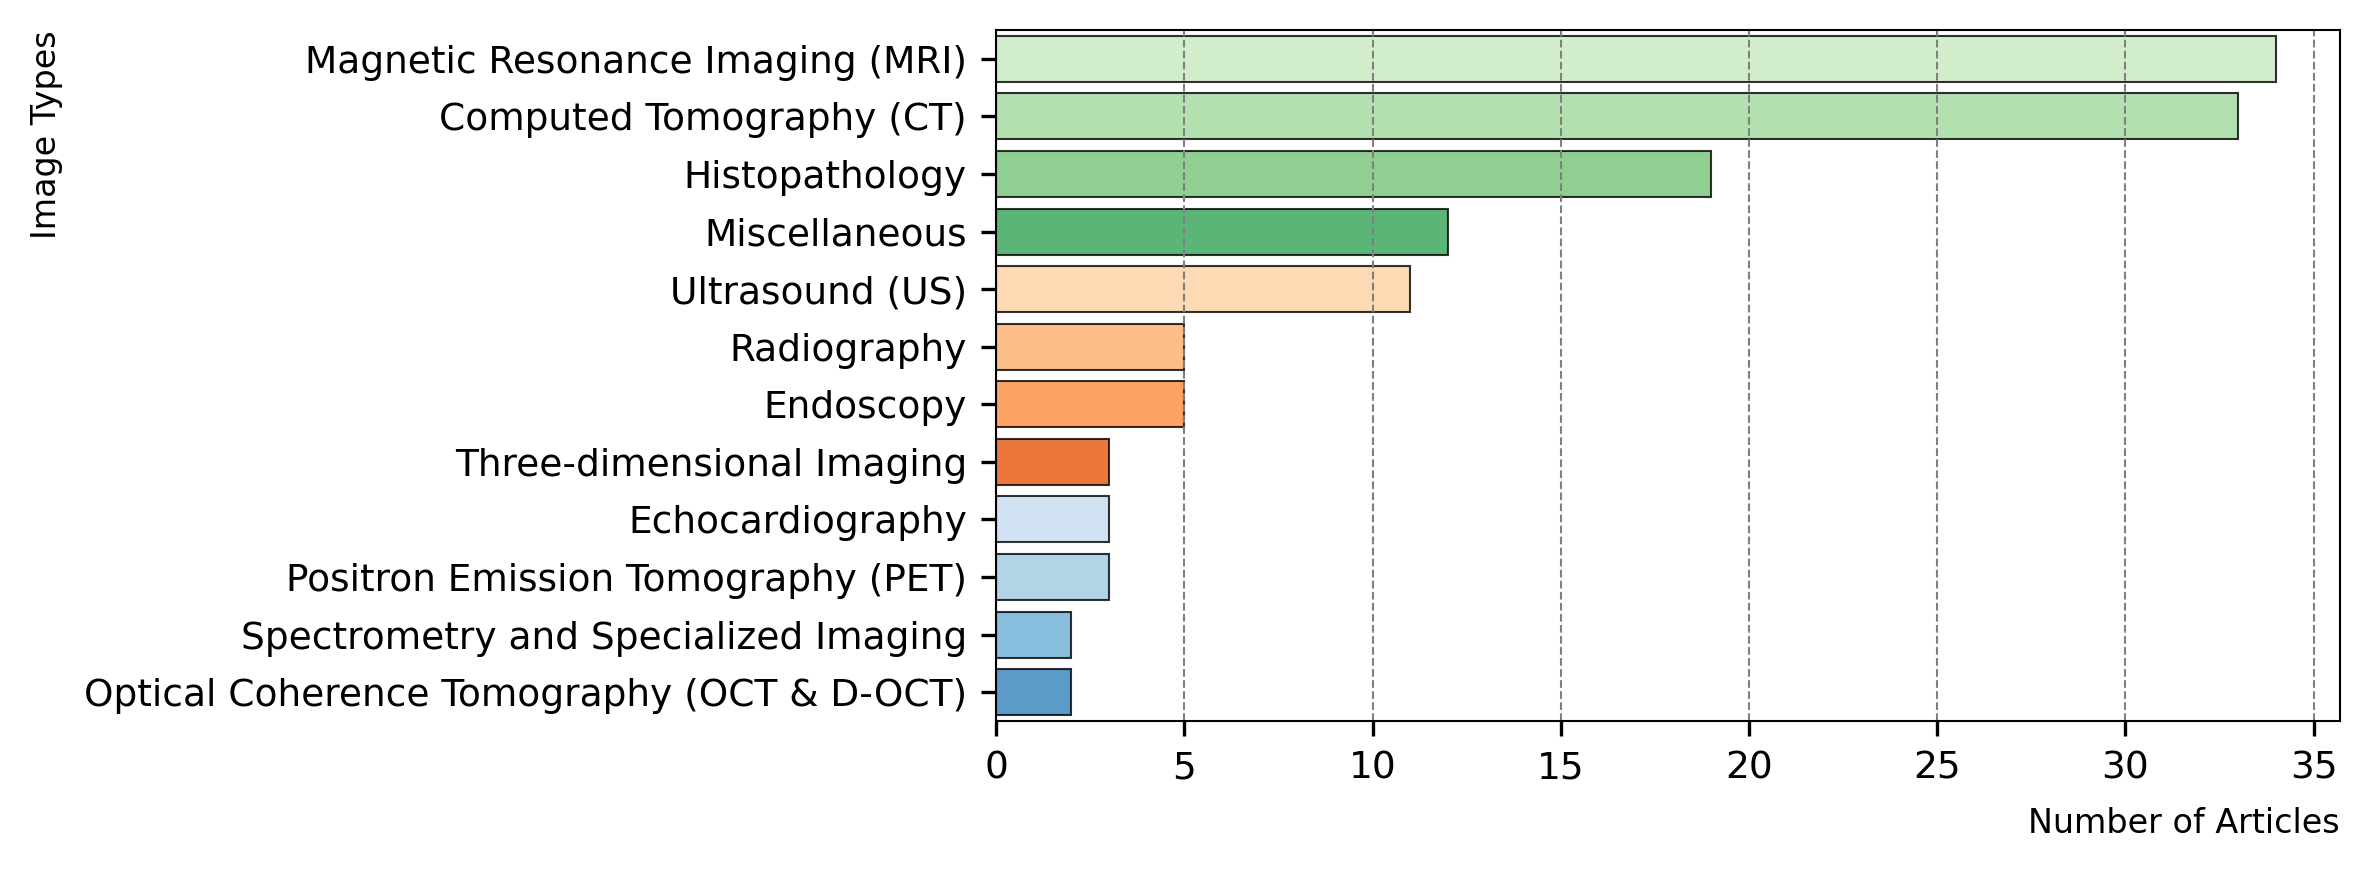 Image Types
Magnetic Resonance Imaging (MRI)
Computed Tomography (CT)
Histopathology
Miscellaneous
Ultrasound (US)
Radiography
Endoscopy
Three-dimensional Imaging
Echocardiography
Positron Emission Tomography (PET)
Spectrometry and Specialized Imaging
Optical Coherence Tomography (OCT & D-OCT)
0 5 10 15 20 25 30 35
Number of Articles